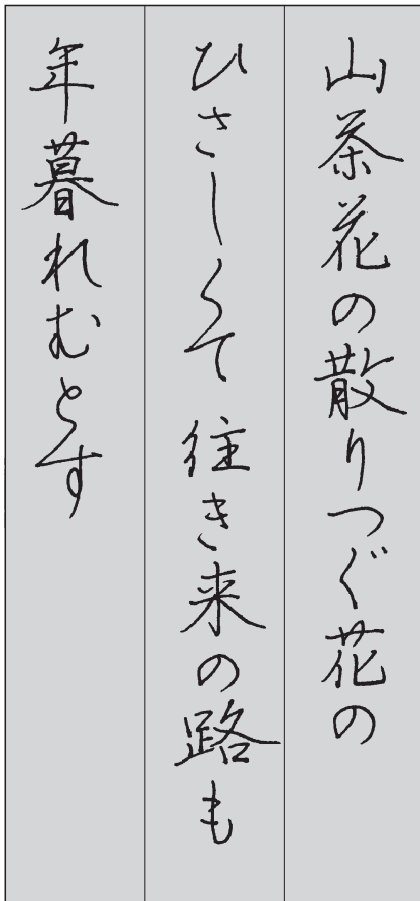 山茶花の散りつぐ花の
ひさしくて往き来の路も
年暮れむとす